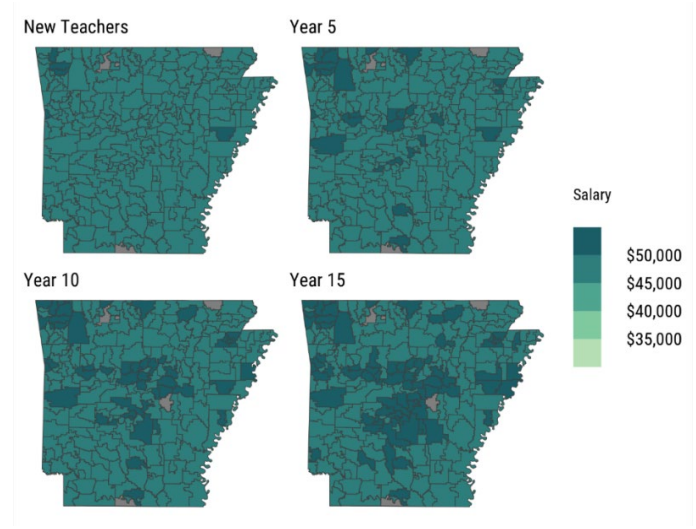 New Teachers
Year 5
Salary
$50,000
$45,000
$40,000
$35,000
Year 10
Year 15